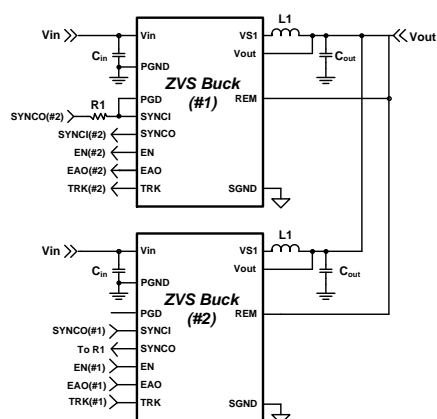 Vin
Vin
VS1
L1
Vout
Cin
Vout
Cout
PGND
ZVS Buck
(#1)
PGD
REM
R1
SYNCO(#2)
SYNCI
SYNCI(#2)
SYNCO
EN(#2)
EN
EAO(#2)
EAO
TRK(#2)
TRK
SGND
L1
Vin
Vin
VS1
Vout
Cin
Cout
PGND
ZVS Buck
(#2)
PGD
REM
SYNCO(#1)
SYNCI
To R1
SYNCO
EN(#1)
EN
EAO(#1)
EAO
TRK(#1)
TRK
SGND